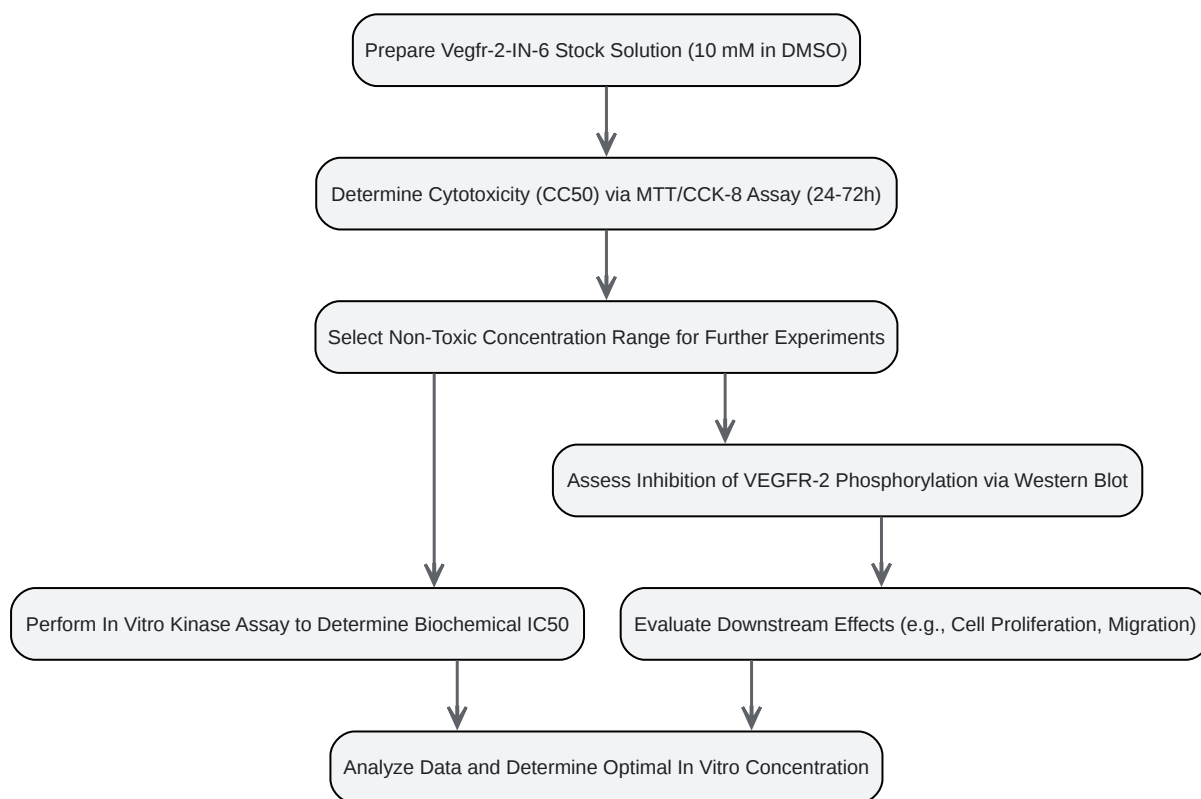 Prepare Vegfr-2-IN-6 Stock Solution (10 mM in DMSO)
Determine Cytotoxicity (CC50) via MTT/CCK-8 Assay (24-72h)
Select Non-Toxic Concentration Range for Further Experiments
Assess Inhibition of VEGFR-2 Phosphorylation via Western Blot
Perform In Vitro Kinase Assay to Determine Biochemical IC50
Evaluate Downstream Effects (e.g., Cell Proliferation, Migration)
Analyze Data and Determine Optimal In Vitro Concentration